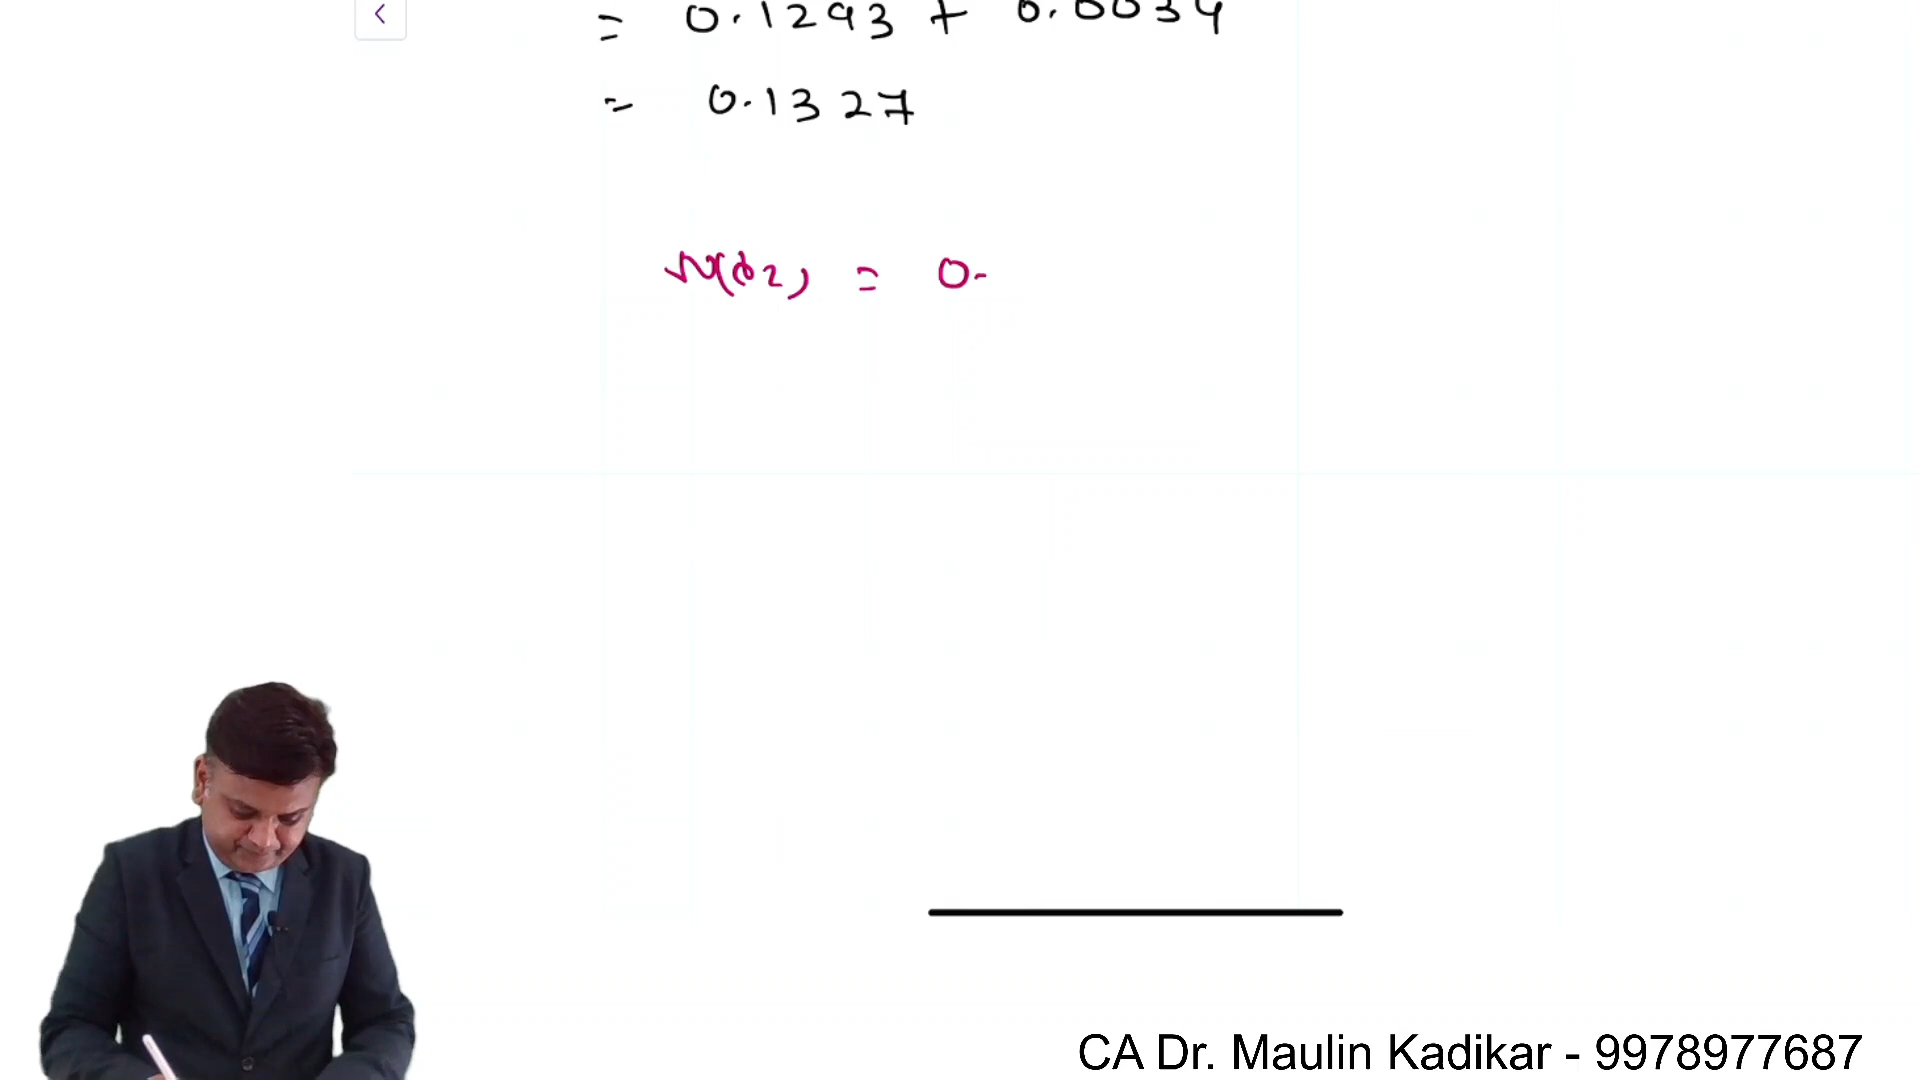 = 0.1293 + 0.0034
= 0.1327
N(d2) = 0.
CA Dr. Maulin Kadikar - 9978977687